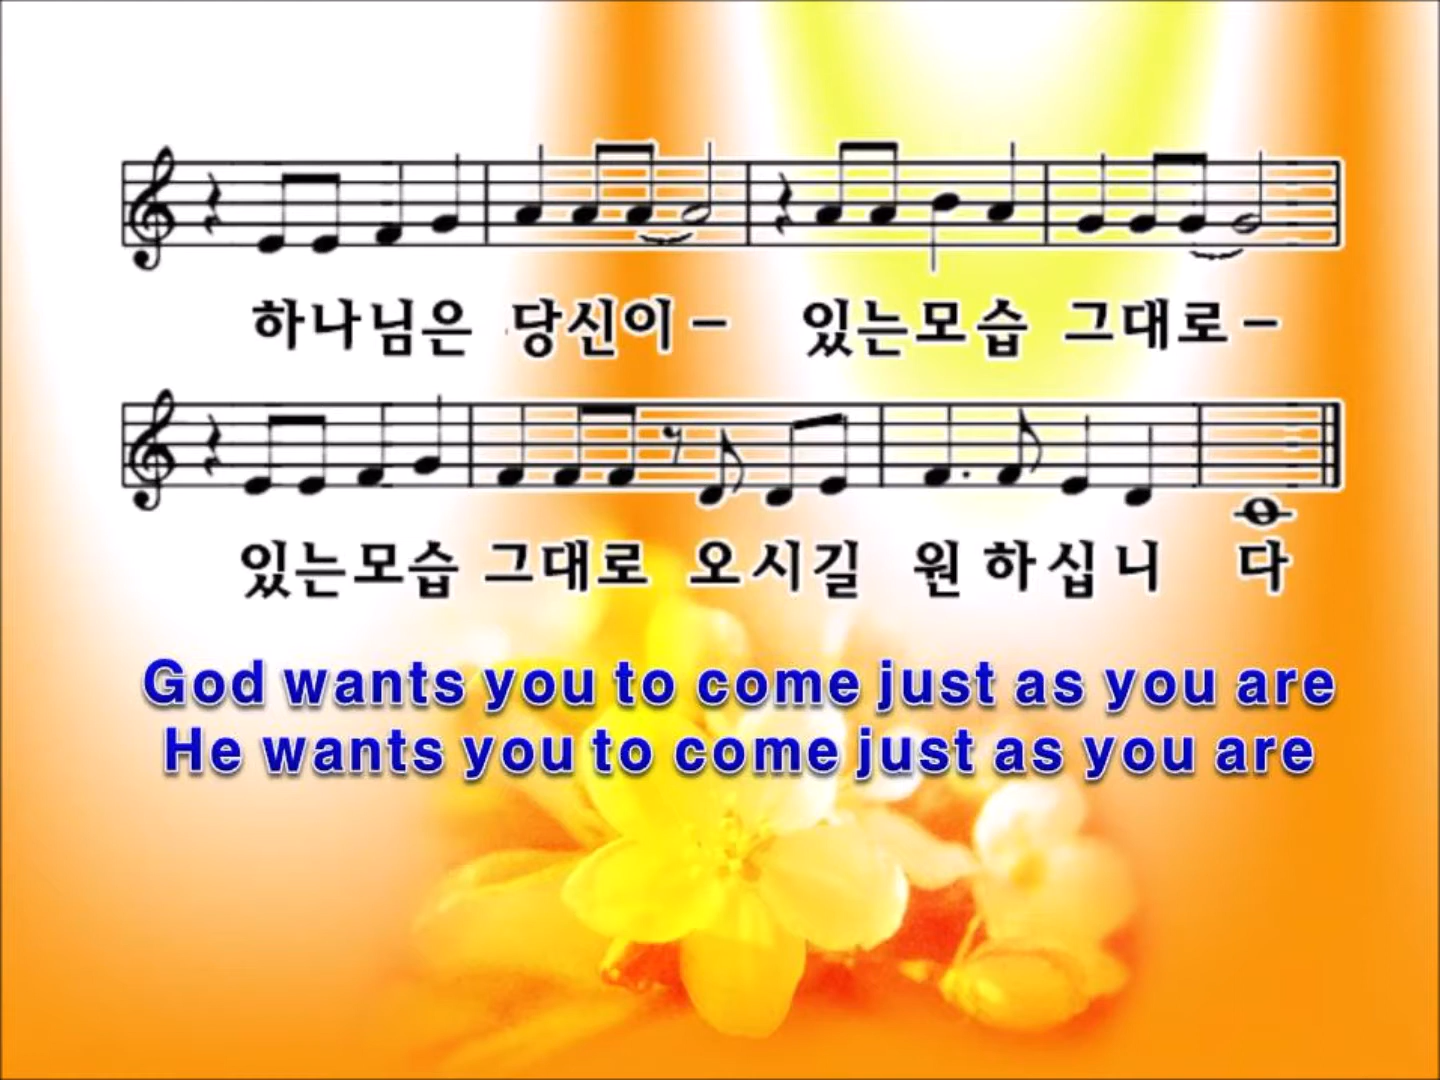 하나님은 당신이– 있는모습 그대로–
있는모습 그대로 오시길 원하십니 다
God wants you to come just as you are
He wants you to come just as you are